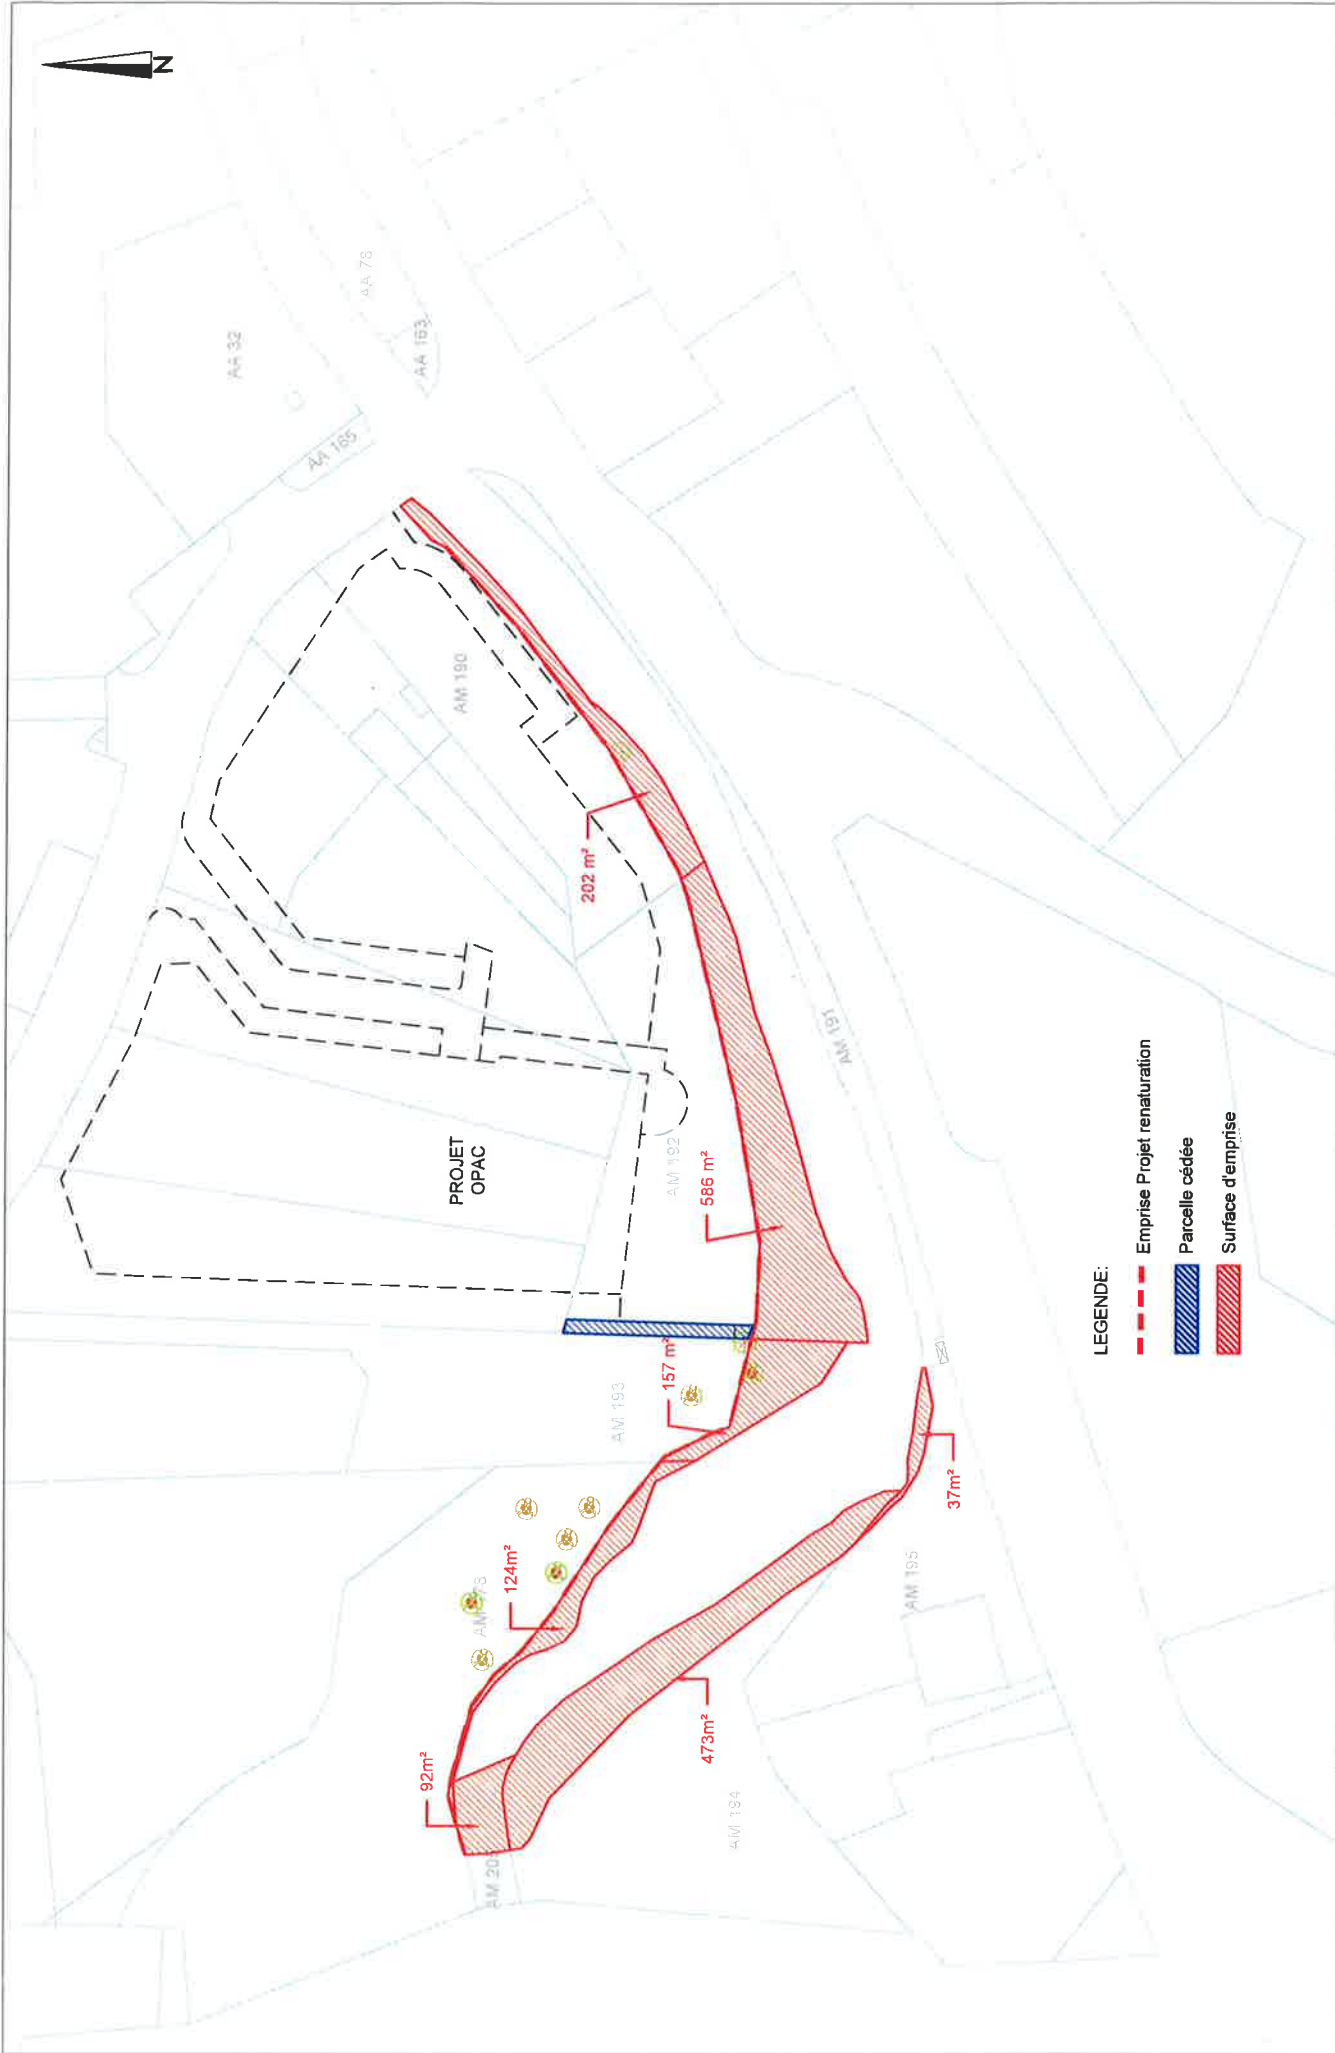 N
AA 32
AA 78
AA 163
AA 165
AM 190
202 m²
AM 191
PROJET
OPAC
AM 192
586 m²
157 m²
AM 193
37m²
124m²
AM 195
473m²
92m²
AM 194
LEGENDE:
Emprise Projet renaturation
Parcelle cédée
Surface d'emprise